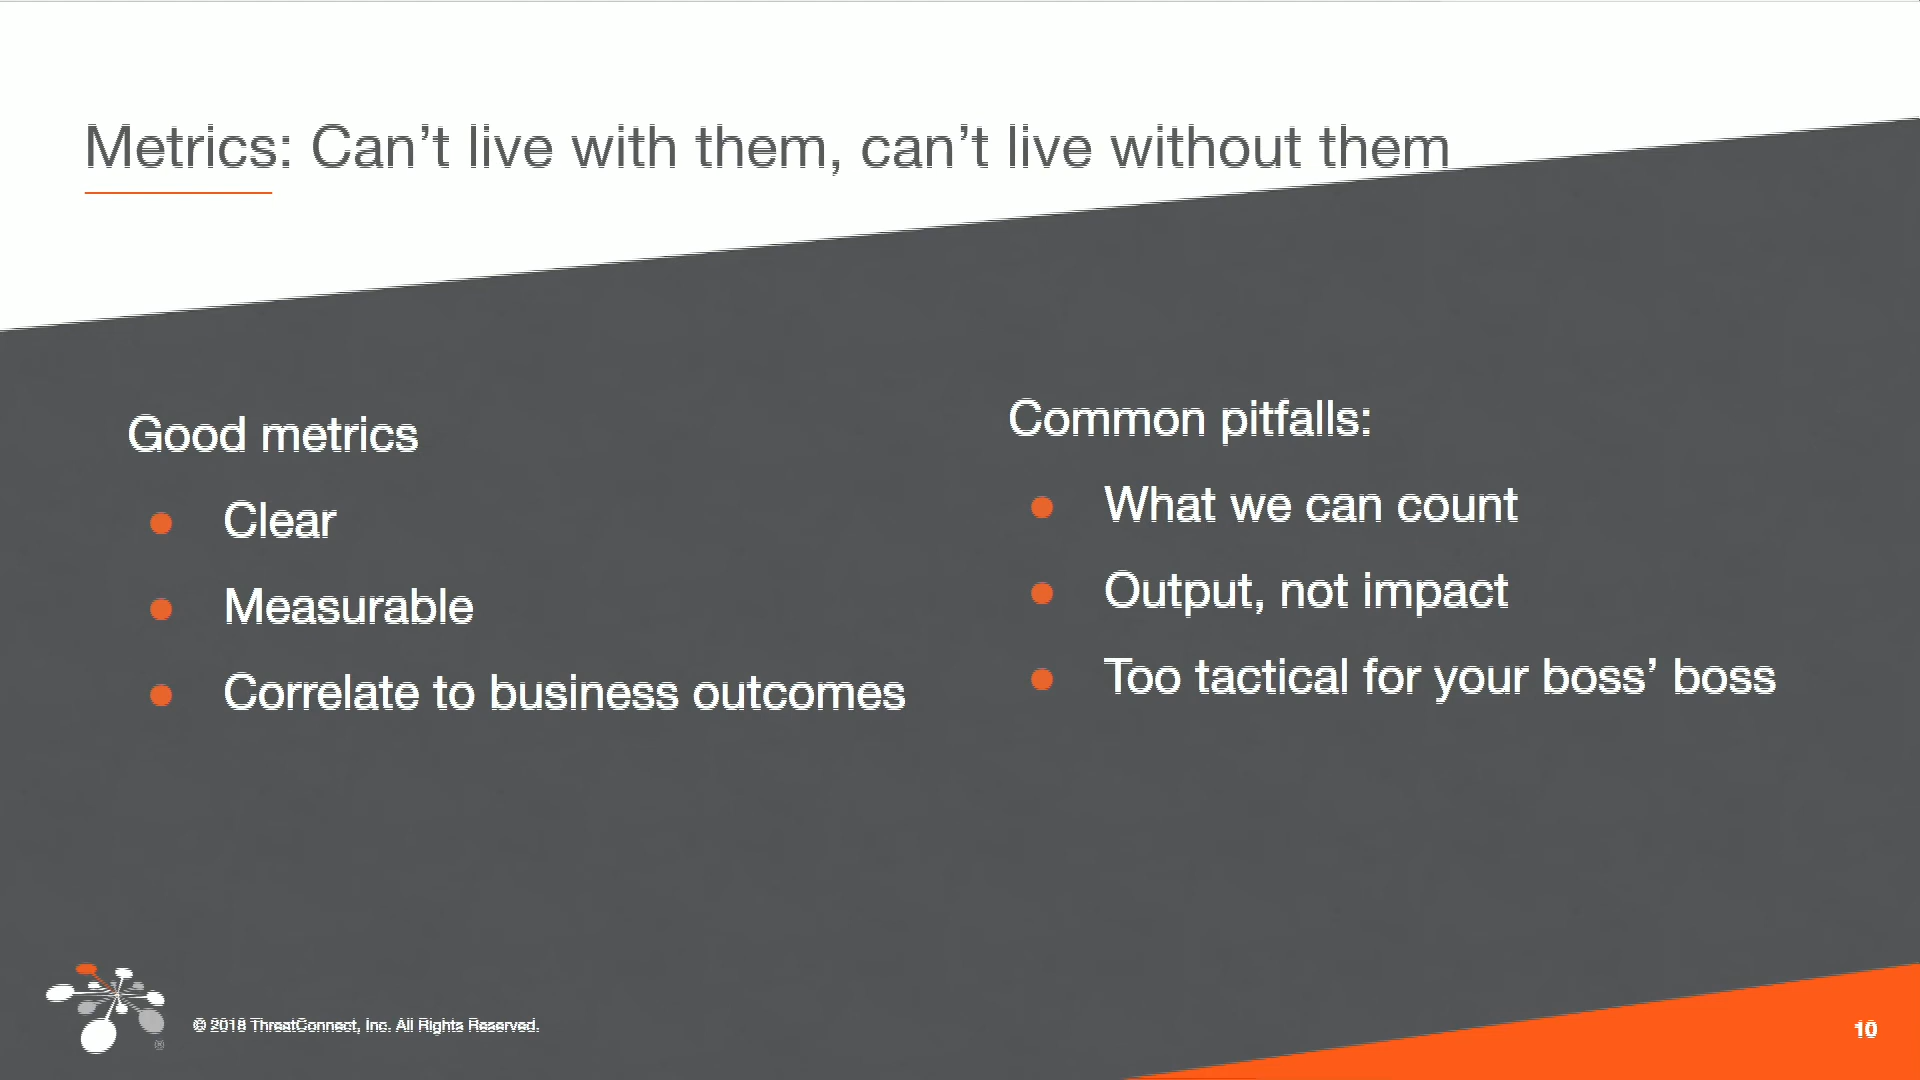 Metrics: Can’t live with them, can’t live without them
Good metrics
Clear
Measurable
Correlate to business outcomes
Common pitfalls:
What we can count
Output, not impact
Too tactical for your boss’ boss
® © 2018 ThreatConnect, Inc. All Rights Reserved.
10